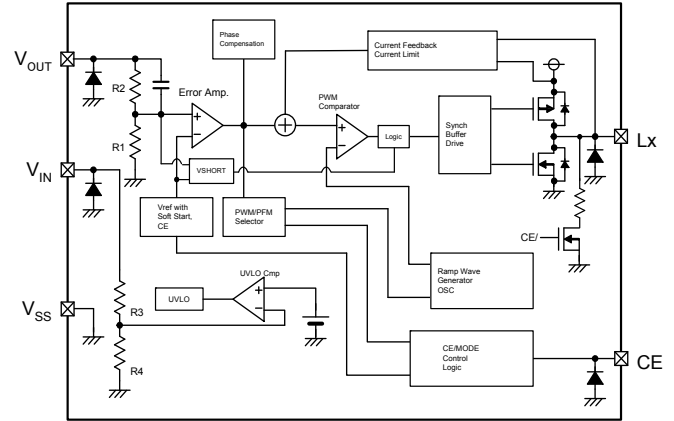 Phase
Compensation
Current Feedback
Current Limit
VOUT
R2
Error Amp.
PWM
Comparator
R1
Logic
Synch
Buffer
Drive
Lx
VSHORT
VIN
Vref with
Soft Start,
CE
PWM/PFM
Selector
CE/
UVLO Cmp
Ramp Wave
Generator
OSC
UVLO
R3
VSS
R4
CE/MODE
Control
Logic
CE